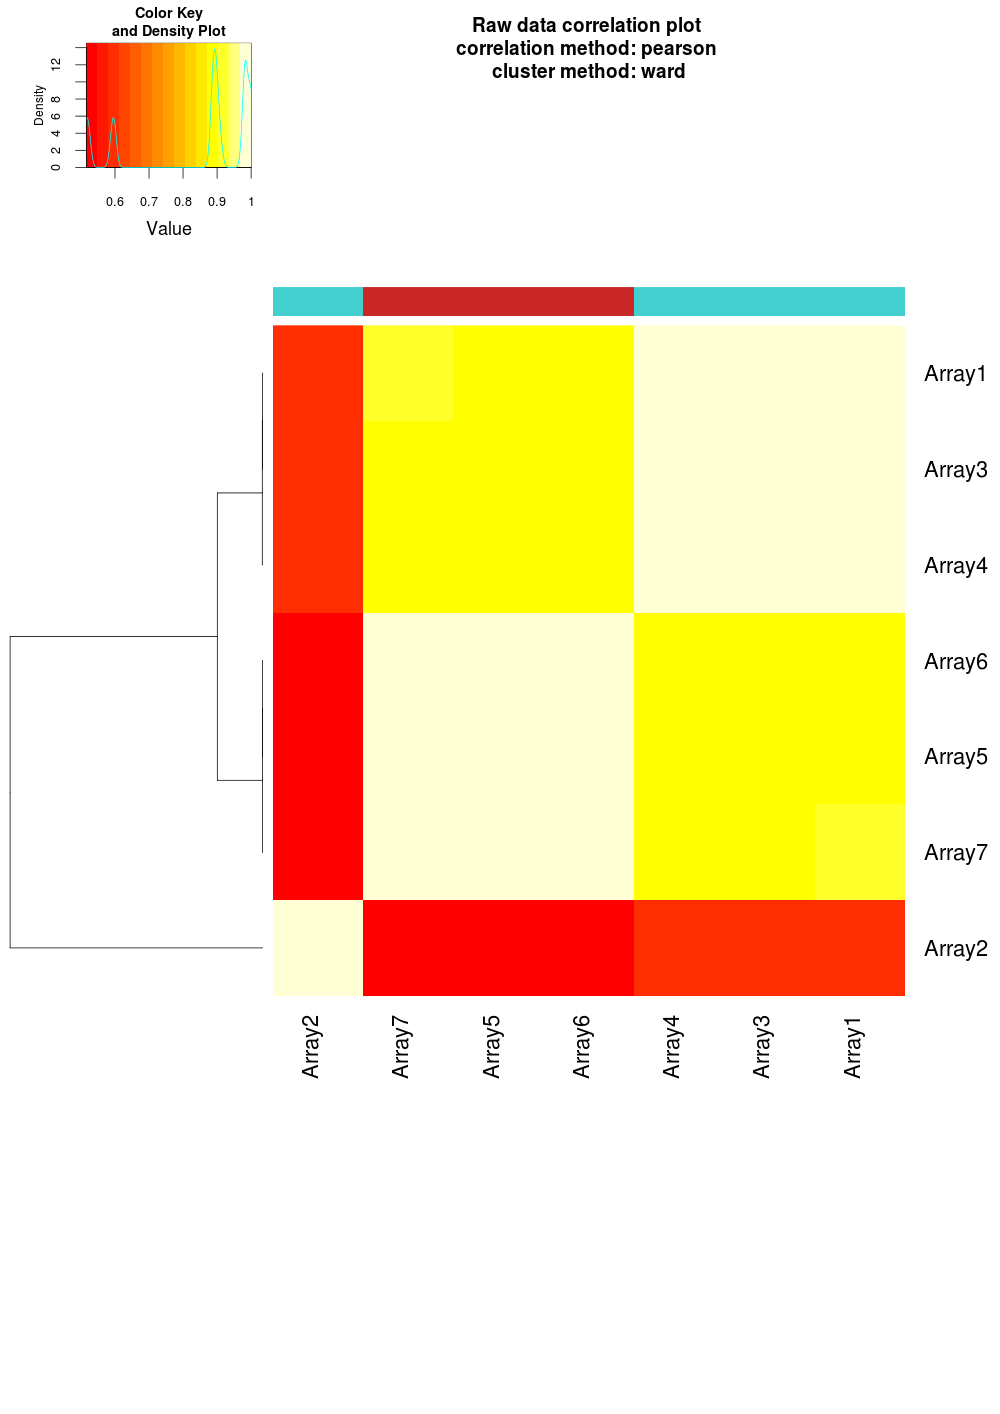 Color Key
and Density Plot
Raw data correlation plot
correlation method: pearson
cluster method: ward
Density
0 2 4 6 8 12
0.6 0.7 0.8 0.9 1
Value
Array1
Array3
Array4
Array6
Array5
Array7
Array2
Array2 Array7 Array5 Array6 Array4 Array3 Array1